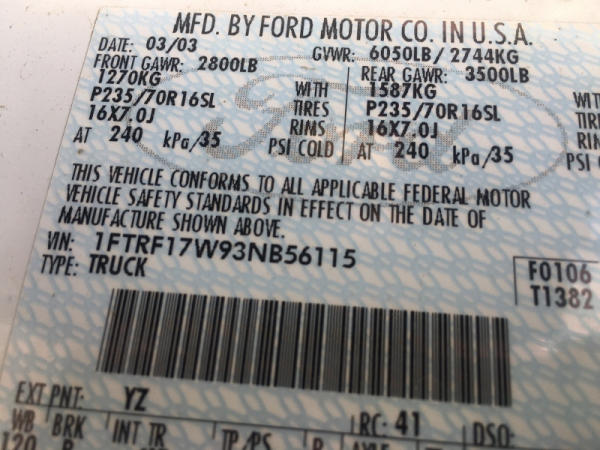 MFD. BY FORD MOTOR CO. IN U.S.A.
DATE: 03/03 GVWR: 6050LB / 2744KG
FRONT GAWR: 2800LB REAR GAWR: 3500LB
1270KG WITH 1587KG WITH
P235/70R16SL TIRES P235/70R16SL
16X7.0J RIMS 16X7.0J
AT 240 kPa/35 PSI COLD AT 240 kPa/35 PSI
THIS VEHICLE CONFORMS TO ALL APPLICABLE FEDERAL MOTOR
VEHICLE SAFETY STANDARDS IN EFFECT ON THE DATE OF
MANUFACTURE SHOWN ABOVE.
VIN: 1FTRF17W93NB56115
TYPE: TRUCK
F0106
T1382
EXT PNT: YZ
RC: 41 DSO:
WB BRK INT TR TP/PS R AXLE
120